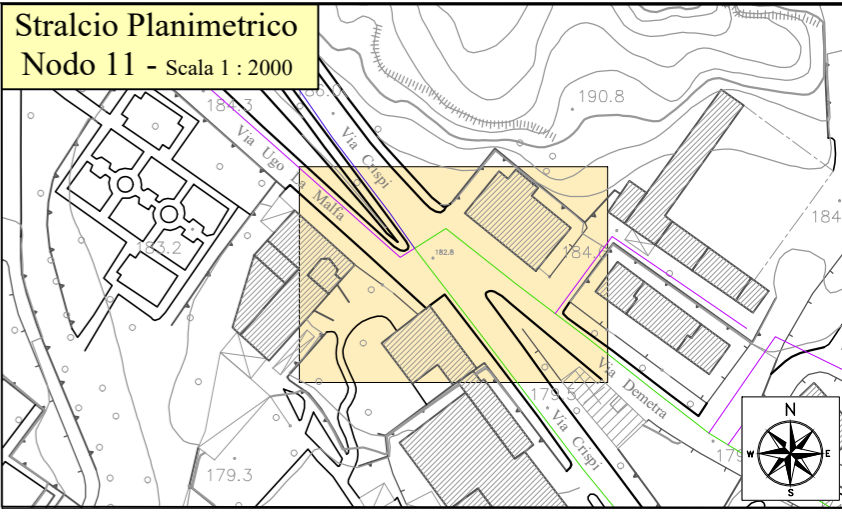 Stralcio Planimetrico
Nodo 11 - Scala 1 : 2000
184.3
190.8
Via Crispi
Via Ugo
Malfa
183.2
182.8
184
179.5
Via Demetra
Via Crispi
179.3
179
N
W
E
S